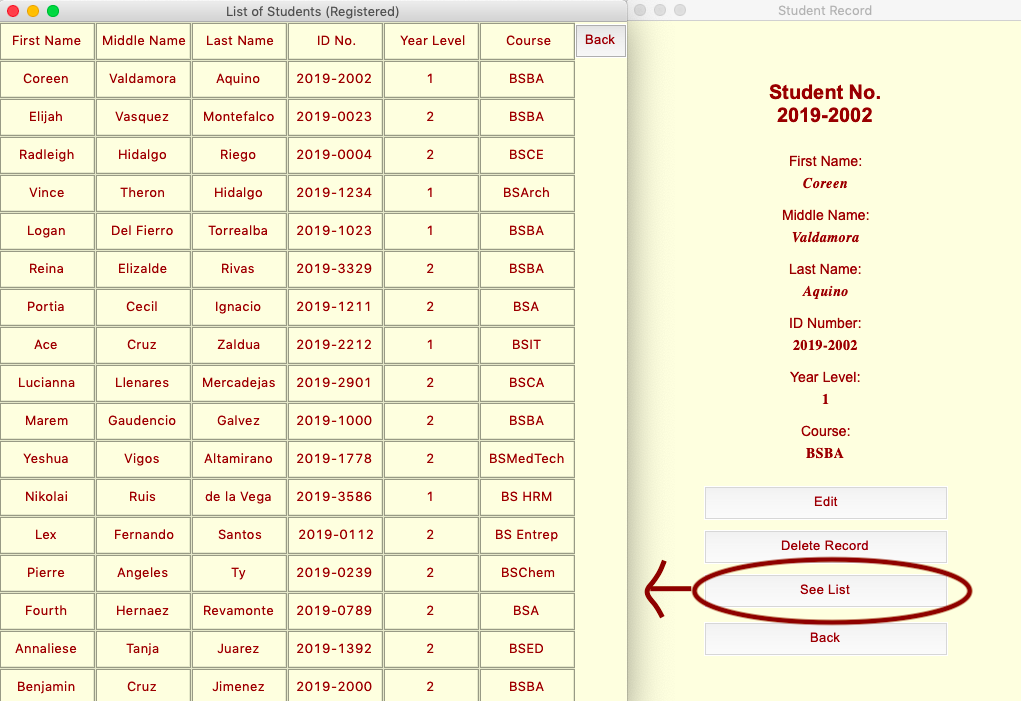 List of Students (Registered)
First Name Middle Name Last Name ID No. Year Level Course Back
Coreen Valdamora Aquino 2019-2002 1 BSBA
Elijah Vasquez Montefalco 2019-0023 2 BSBA
Radleigh Hidalgo Riego 2019-0004 2 BSCE
Vince Theron Hidalgo 2019-1234 1 BSArch
Logan Del Fierro Torrealba 2019-1023 1 BSBA
Reina Elizalde Rivas 2019-3329 2 BSBA
Portia Cecil Ignacio 2019-1211 2 BSA
Ace Cruz Zaldua 2019-2212 1 BSIT
Lucianna Llenares Mercadejas 2019-2901 2 BSCA
Marem Gaudencio Galvez 2019-1000 2 BSBA
Yeshua Vigos Altamirano 2019-1778 2 BSMedTech
Nikolai Ruis de la Vega 2019-3586 1 BS HRM
Lex Fernando Santos 2019-0112 2 BS Entrep
Pierre Angeles Ty 2019-0239 2 BSChem
Fourth Hernaez Revamonte 2019-0789 2 BSA
Annaliese Tanja Juarez 2019-1392 2 BSED
Benjamin Cruz Jimenez 2019-2000 2 BSBA
Student Record
Student No.
2019-2002
First Name:
Coreen
Middle Name:
Valdamora
Last Name:
Aquino
ID Number:
2019-2002
Year Level:
1
Course:
BSBA
Edit
Delete Record
See List
Back